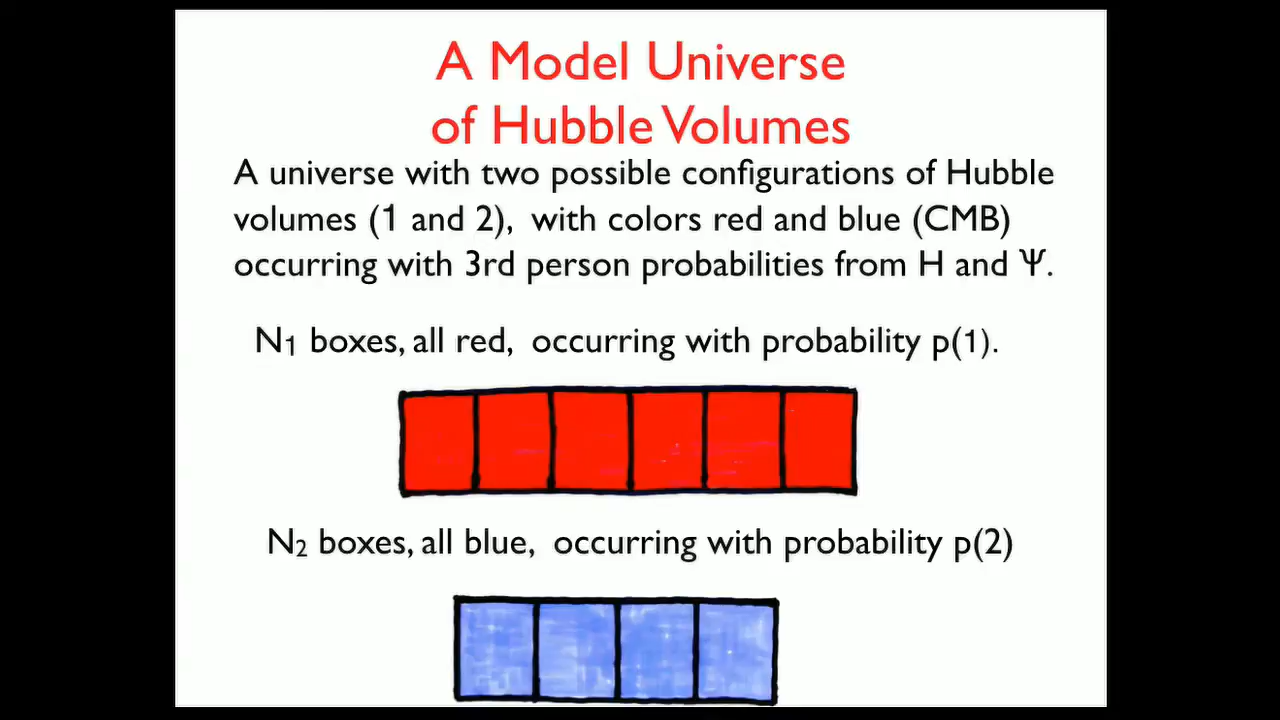 A Model Universe
of Hubble Volumes
A universe with two possible configurations of Hubble
volumes (1 and 2), with colors red and blue (CMB)
occurring with 3rd person probabilities from H and Ψ.
N₁ boxes, all red, occurring with probability p(1).
N₂ boxes, all blue, occurring with probability p(2)